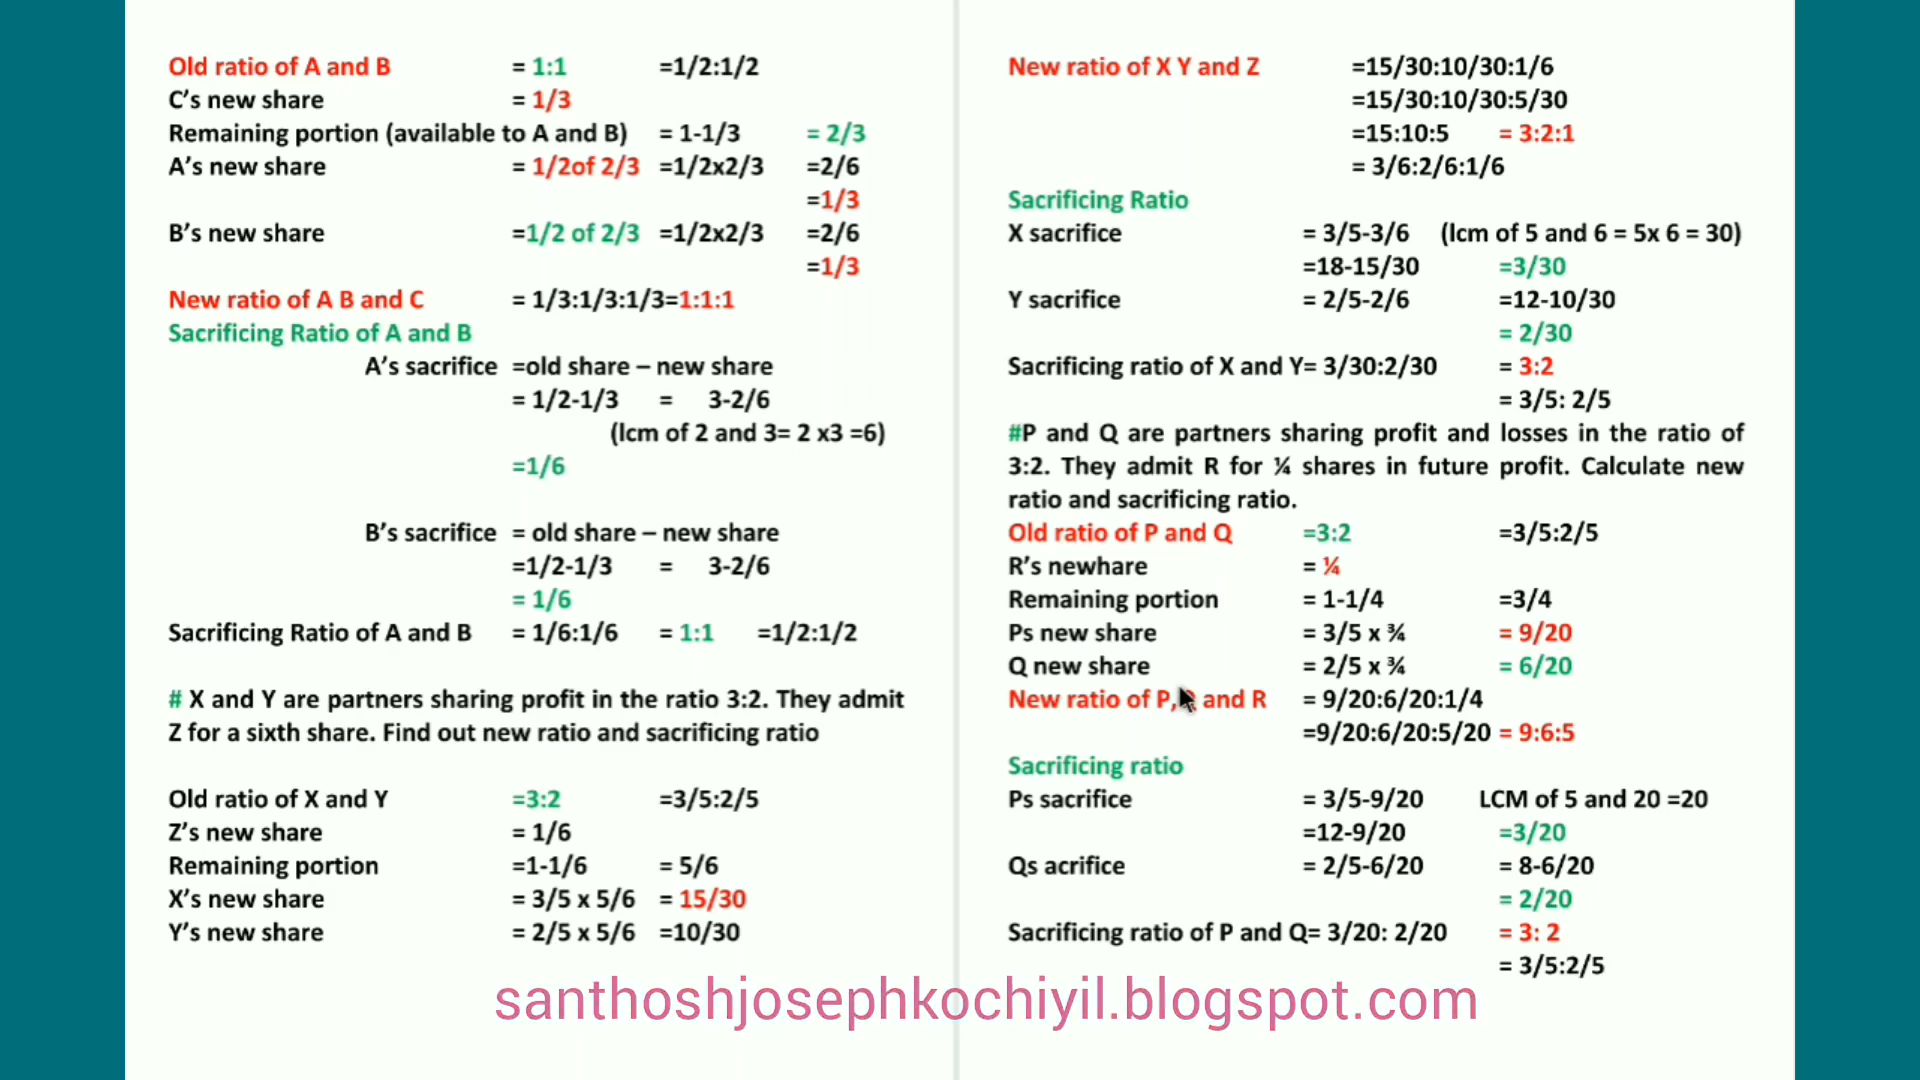 Old ratio of A and B = 1:1 =1/2:1/2
C's new share = 1/3
Remaining portion (available to A and B) = 1-1/3 = 2/3
A's new share = 1/2of 2/3 =1/2x2/3 =2/6
=1/3
B's new share =1/2 of 2/3 =1/2x2/3 =2/6
=1/3
New ratio of A B and C = 1/3:1/3:1/3=1:1:1
Sacrificing Ratio of A and B
A's sacrifice =old share – new share
= 1/2-1/3 = 3-2/6
(lcm of 2 and 3= 2 x3 =6)
=1/6
B's sacrifice = old share – new share
=1/2-1/3 = 3-2/6
= 1/6
Sacrificing Ratio of A and B = 1/6:1/6 = 1:1 =1/2:1/2
# X and Y are partners sharing profit in the ratio 3:2. They admit
Z for a sixth share. Find out new ratio and sacrificing ratio
Old ratio of X and Y =3:2 =3/5:2/5
Z's new share = 1/6
Remaining portion =1-1/6 = 5/6
X's new share = 3/5 x 5/6 = 15/30
Y's new share = 2/5 x 5/6 =10/30
New ratio of X Y and Z =15/30:10/30:1/6
=15/30:10/30:5/30
=15:10:5 = 3:2:1
= 3/6:2/6:1/6
Sacrificing Ratio
X sacrifice = 3/5-3/6 (lcm of 5 and 6 = 5x 6 = 30)
=18-15/30 =3/30
Y sacrifice = 2/5-2/6 =12-10/30
= 2/30
Sacrificing ratio of X and Y= 3/30:2/30 = 3:2
= 3/5: 2/5
#P and Q are partners sharing profit and losses in the ratio of
3:2. They admit R for ¼ shares in future profit. Calculate new
ratio and sacrificing ratio.
Old ratio of P and Q =3:2 =3/5:2/5
R's newhare = ¼
Remaining portion = 1-1/4 =3/4
Ps new share = 3/5 x ¾ = 9/20
Q new share = 2/5 x ¾ = 6/20
New ratio of P, and R = 9/20:6/20:1/4
=9/20:6/20:5/20 = 9:6:5
Sacrificing ratio
Ps sacrifice = 3/5-9/20 LCM of 5 and 20 =20
=12-9/20 =3/20
Qs acrifice = 2/5-6/20 = 8-6/20
= 2/20
Sacrificing ratio of P and Q= 3/20: 2/20 = 3: 2
= 3/5:2/5
santhoshjosephkochiyil.blogspot.com